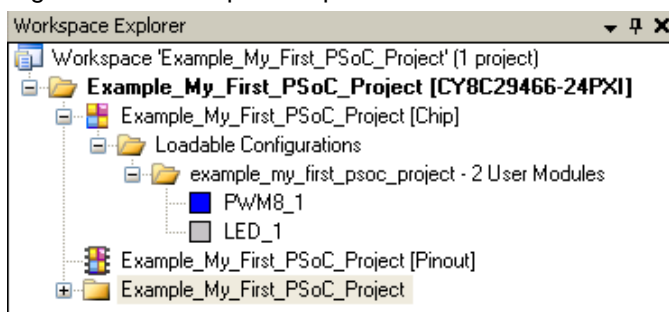 Workspace Explorer
Workspace 'Example_My_First_PSoC_Project' (1 project)
Example_My_First_PSoC_Project [CY8C29466-24PXI]
Example_My_First_PSoC_Project [Chip]
Loadable Configurations
example_my_first_psoc_project - 2 User Modules
PWM8_1
LED_1
Example_My_First_PSoC_Project [Pinout]
Example_My_First_PSoC_Project